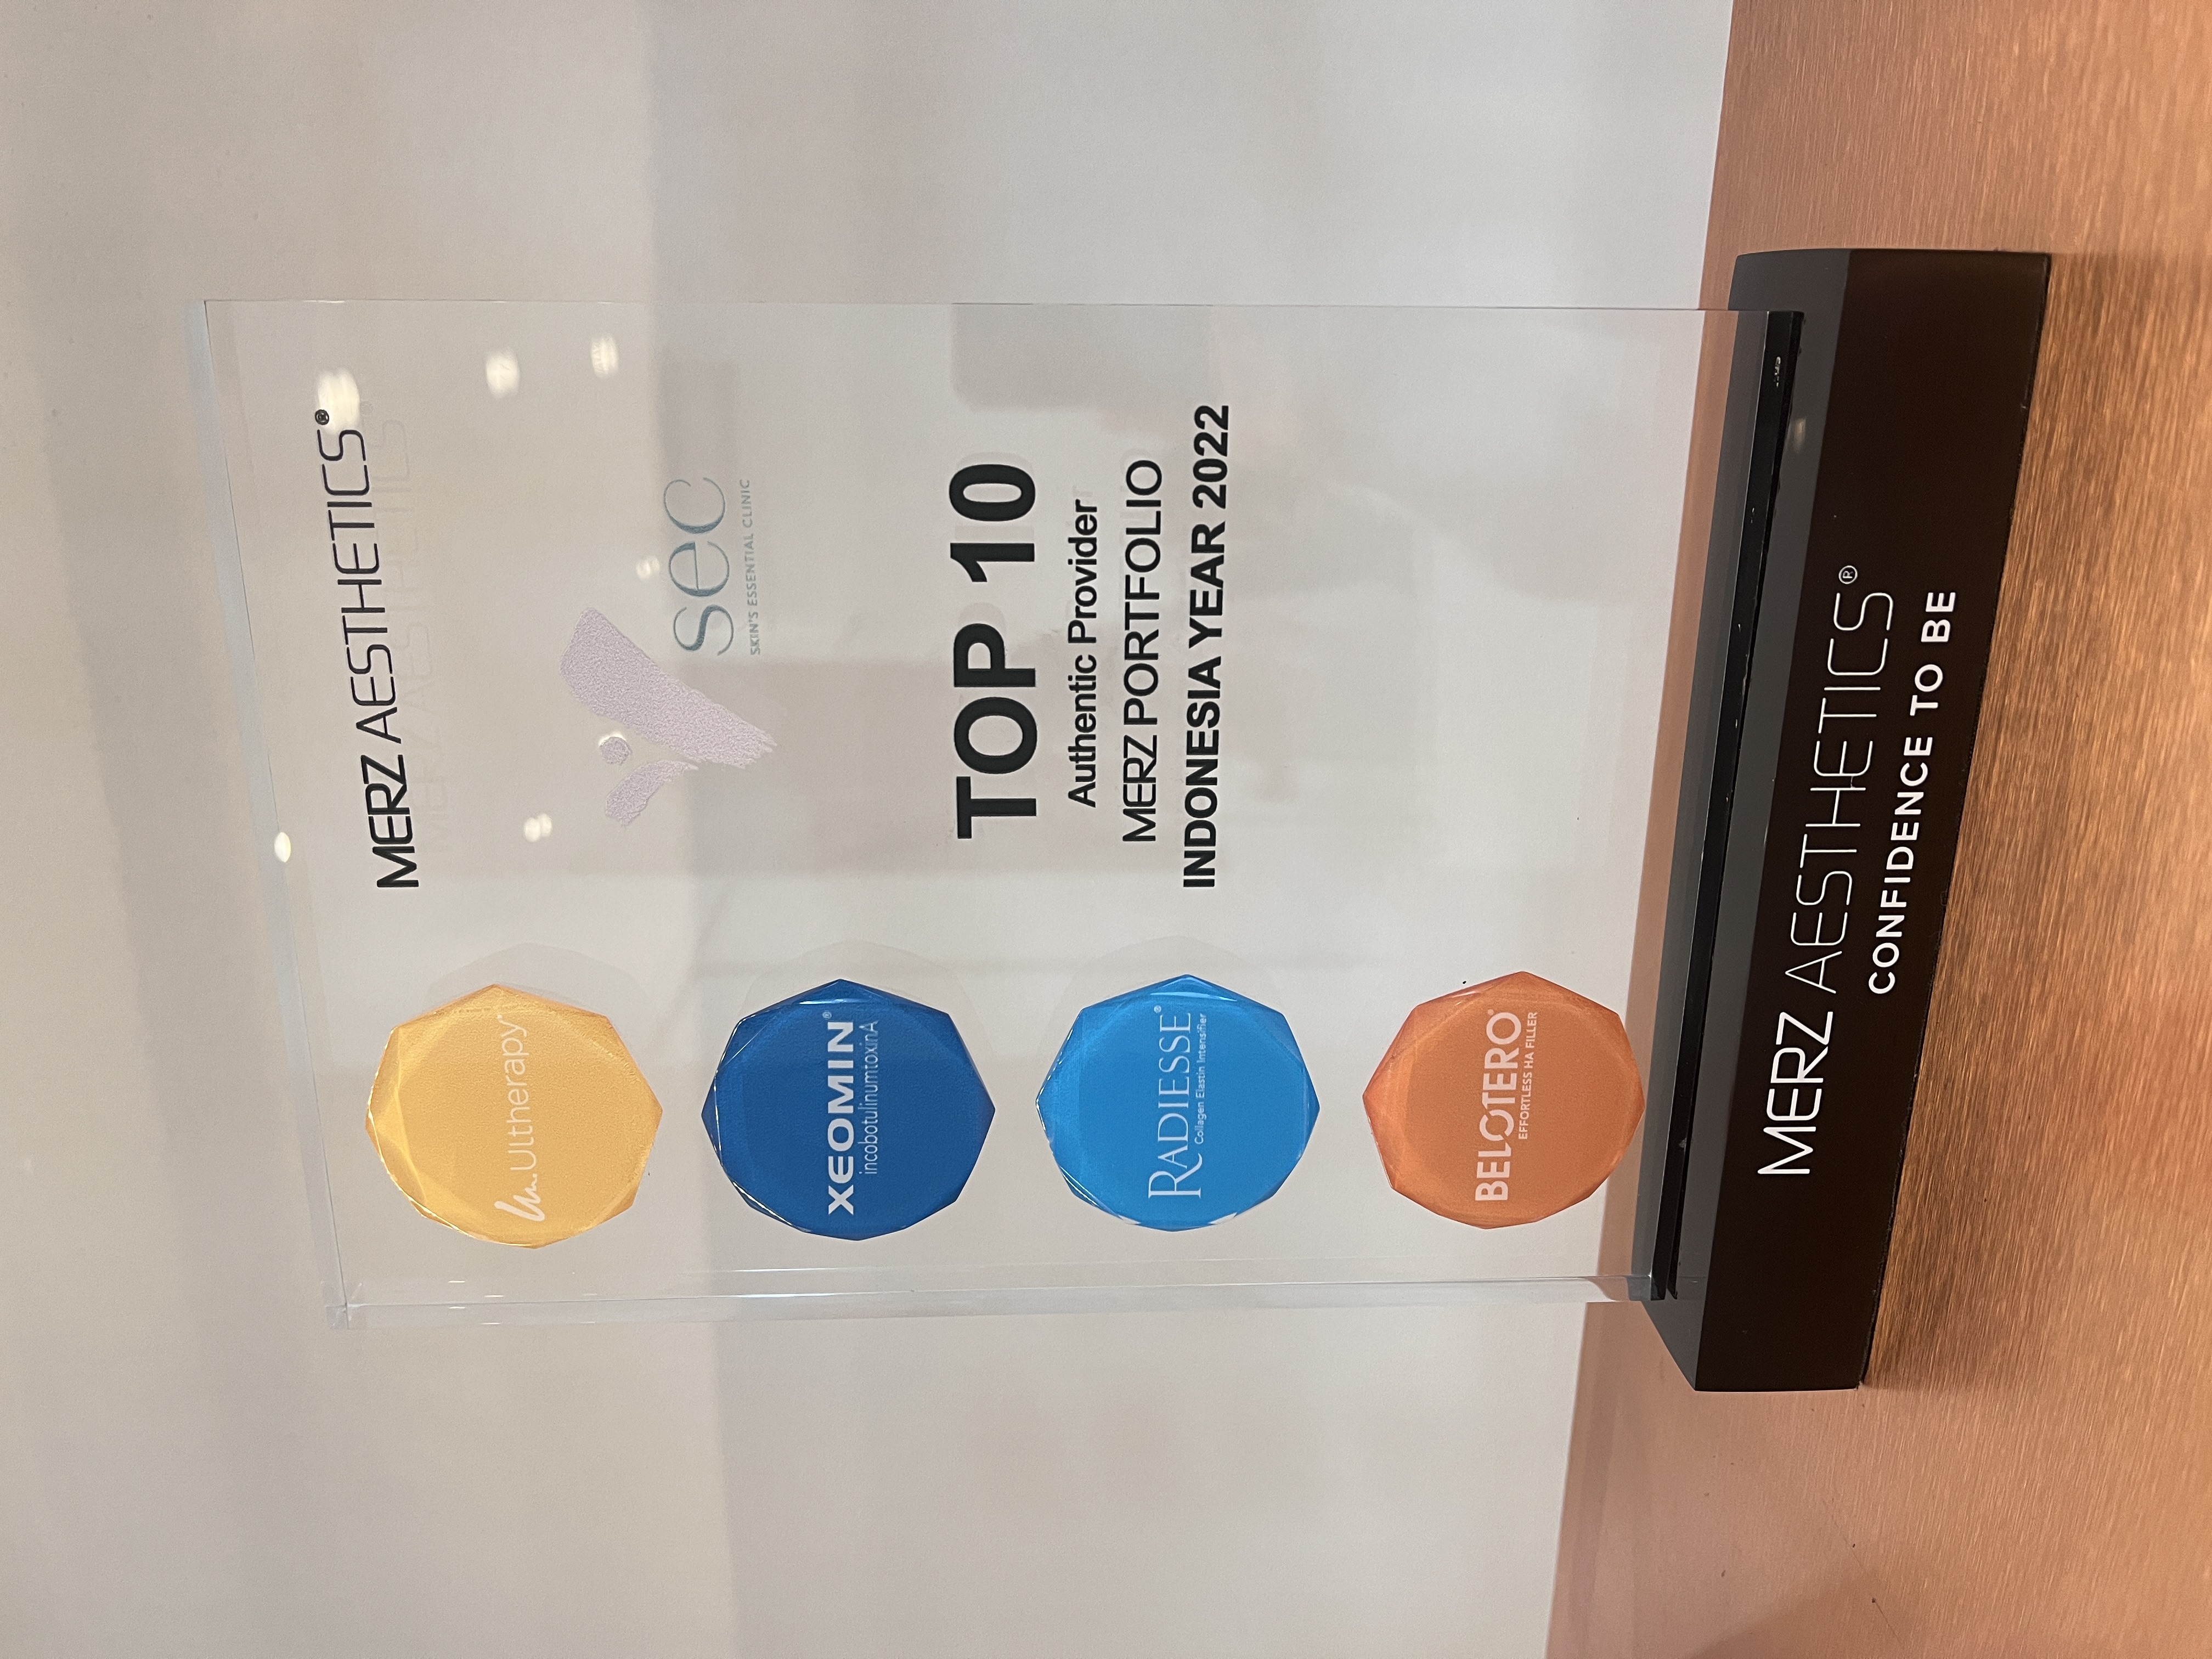 MERZ AESTHETICS®
sec
SKIN'S ESSENTIAL CLINIC
TOP 10
Authentic Provider
MERZ PORTFOLIO
INDONESIA YEAR 2022
Ultherapy
XEOMIN®
incobotulinumtoxinA
RADIESSE®
Collagen Elastin Intensifier
BELOTERO®
EFFORTLESS HA FILLER
MERZ AESTHETICS®
CONFIDENCE TO BE